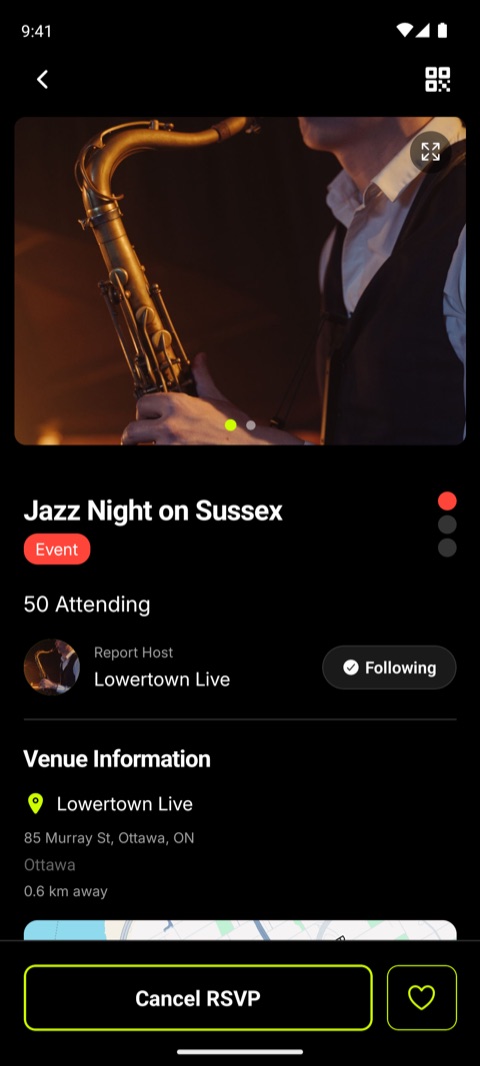 9:41
Jazz Night on Sussex
Event
50 Attending
Report Host
Lowertown Live
Following
Venue Information
Lowertown Live
85 Murray St, Ottawa, ON
Ottawa
0.6 km away
Cancel RSVP